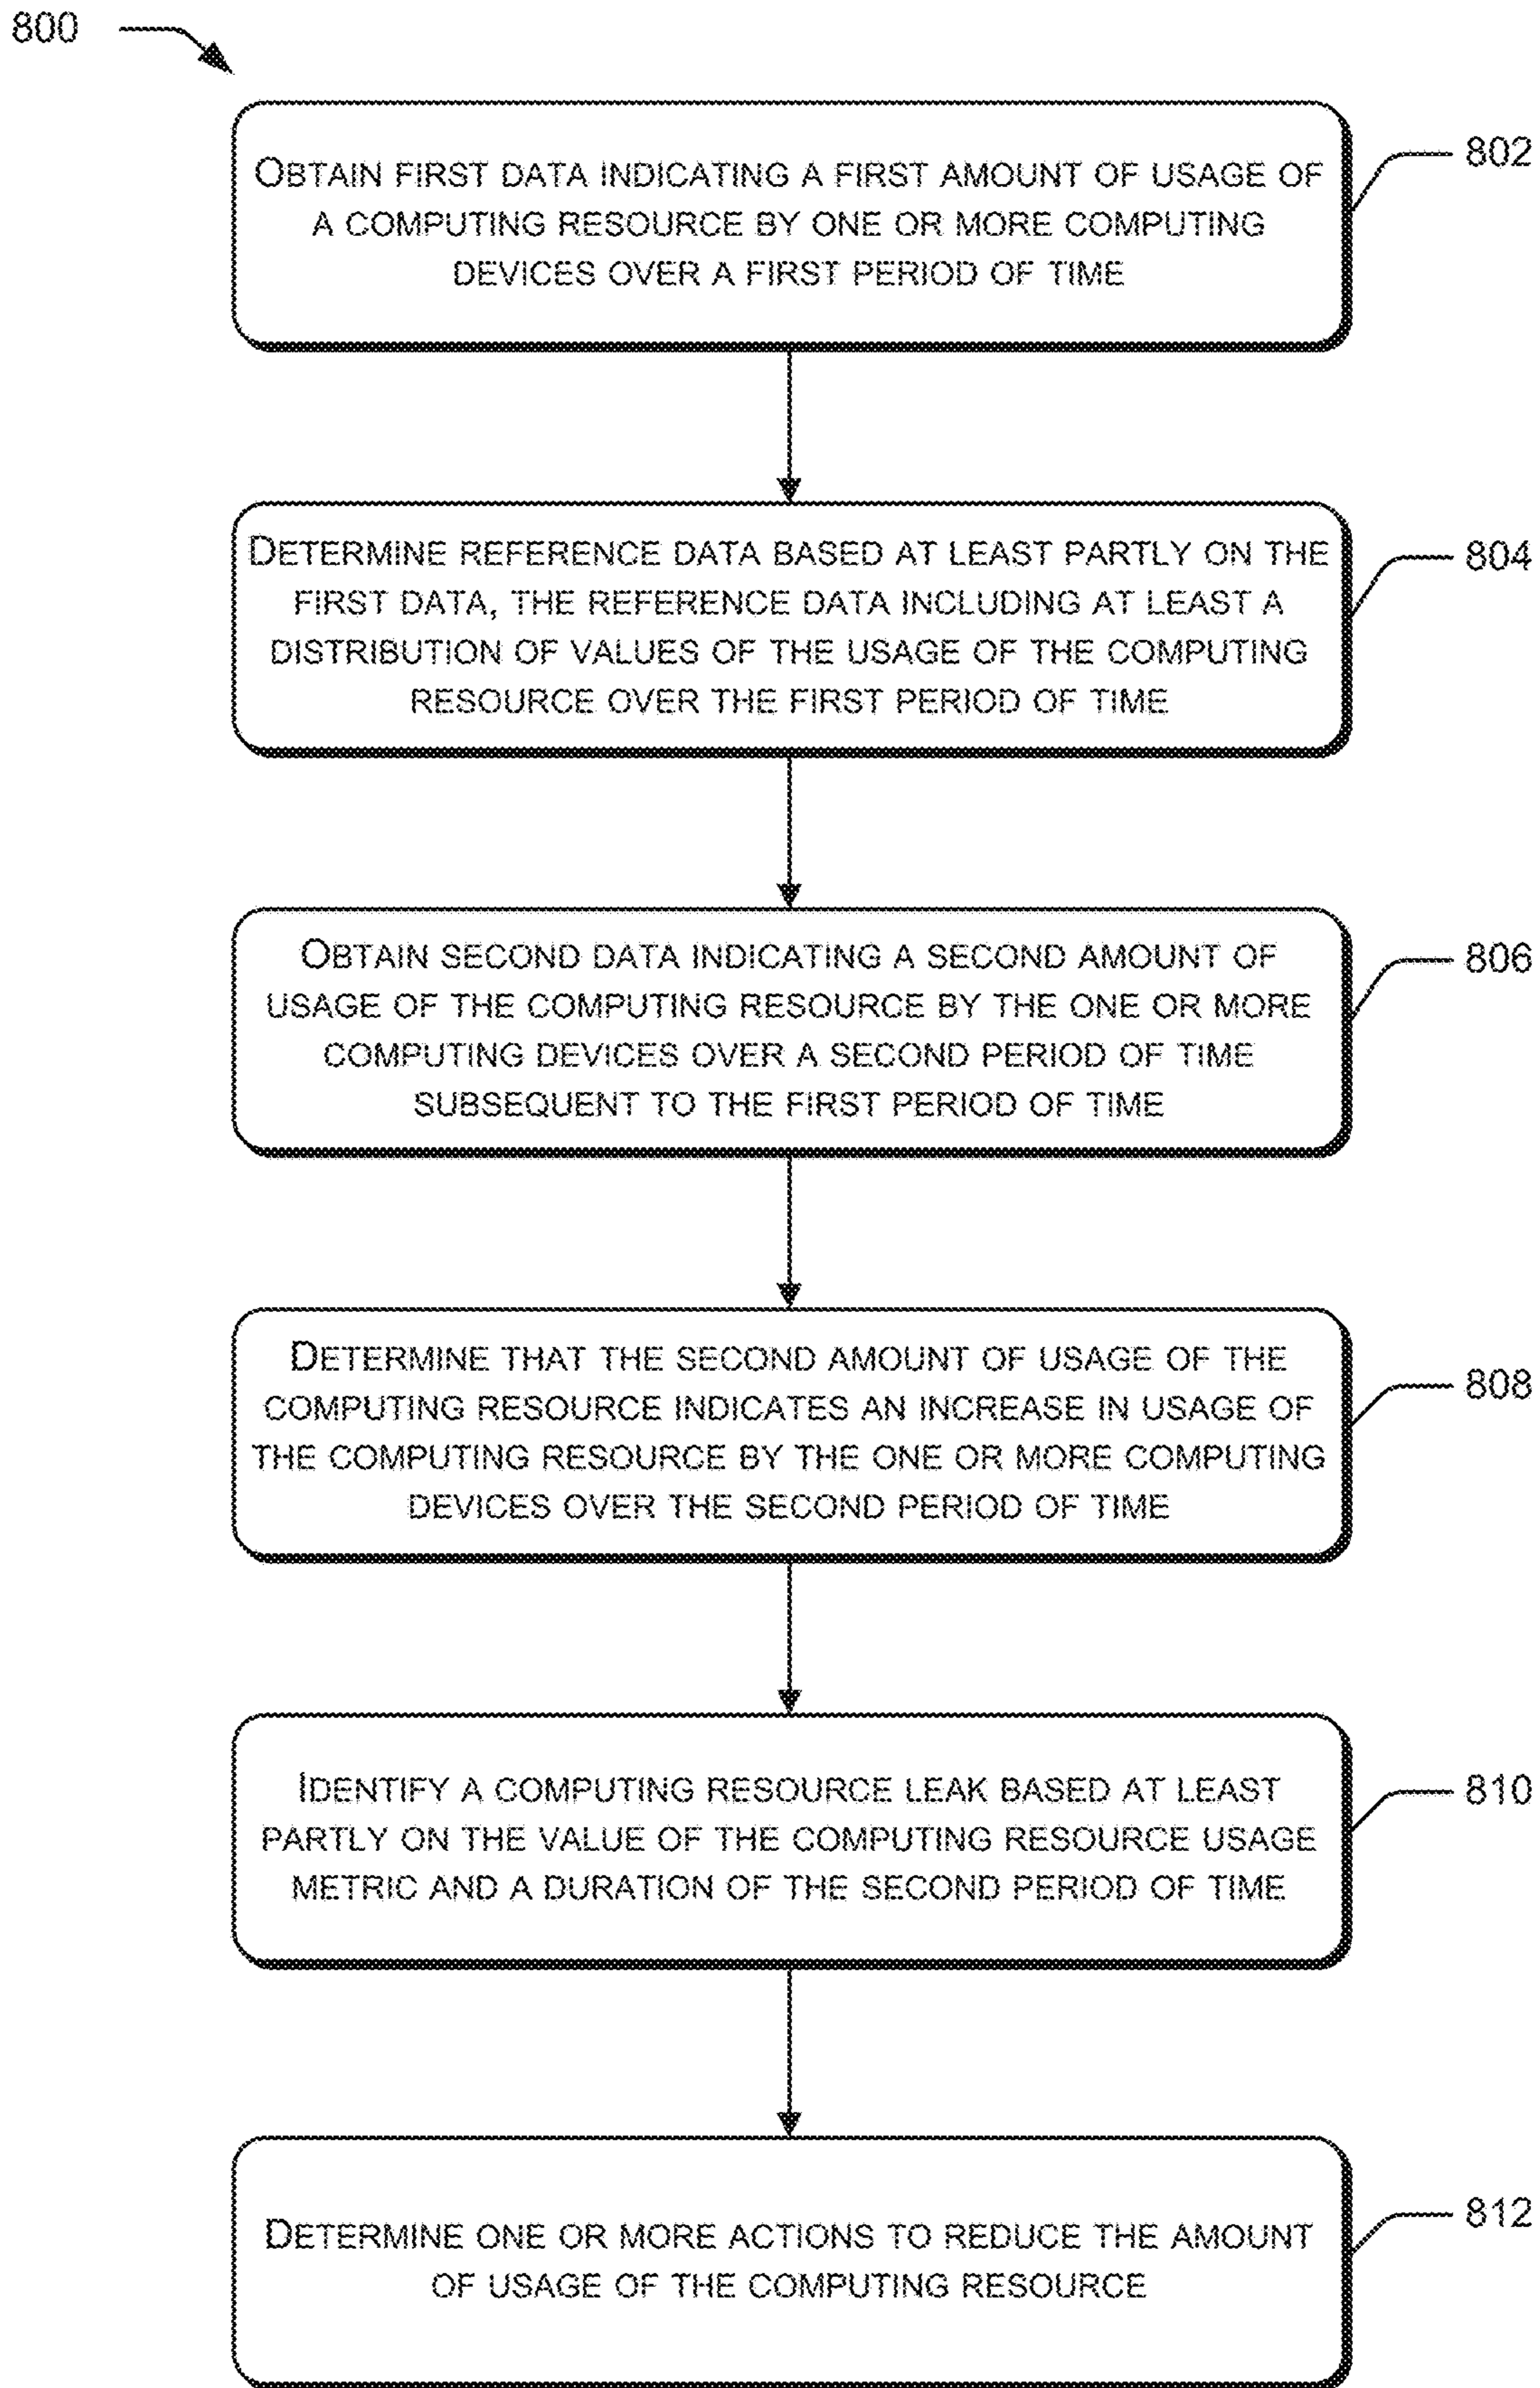 800
OBTAIN FIRST DATA INDICATING A FIRST AMOUNT OF USAGE OF
A COMPUTING RESOURCE BY ONE OR MORE COMPUTING
DEVICES OVER A FIRST PERIOD OF TIME
802
DETERMINE REFERENCE DATA BASED AT LEAST PARTLY ON THE
FIRST DATA, THE REFERENCE DATA INCLUDING AT LEAST A
DISTRIBUTION OF VALUES OF THE USAGE OF THE COMPUTING
RESOURCE OVER THE FIRST PERIOD OF TIME
804
OBTAIN SECOND DATA INDICATING A SECOND AMOUNT OF
USAGE OF THE COMPUTING RESOURCE BY THE ONE OR MORE
COMPUTING DEVICES OVER A SECOND PERIOD OF TIME
SUBSEQUENT TO THE FIRST PERIOD OF TIME
806
DETERMINE THAT THE SECOND AMOUNT OF USAGE OF THE
COMPUTING RESOURCE INDICATES AN INCREASE IN USAGE OF
THE COMPUTING RESOURCE BY THE ONE OR MORE COMPUTING
DEVICES OVER THE SECOND PERIOD OF TIME
808
IDENTIFY A COMPUTING RESOURCE LEAK BASED AT LEAST
PARTLY ON THE VALUE OF THE COMPUTING RESOURCE USAGE
METRIC AND A DURATION OF THE SECOND PERIOD OF TIME
810
DETERMINE ONE OR MORE ACTIONS TO REDUCE THE AMOUNT
OF USAGE OF THE COMPUTING RESOURCE
812